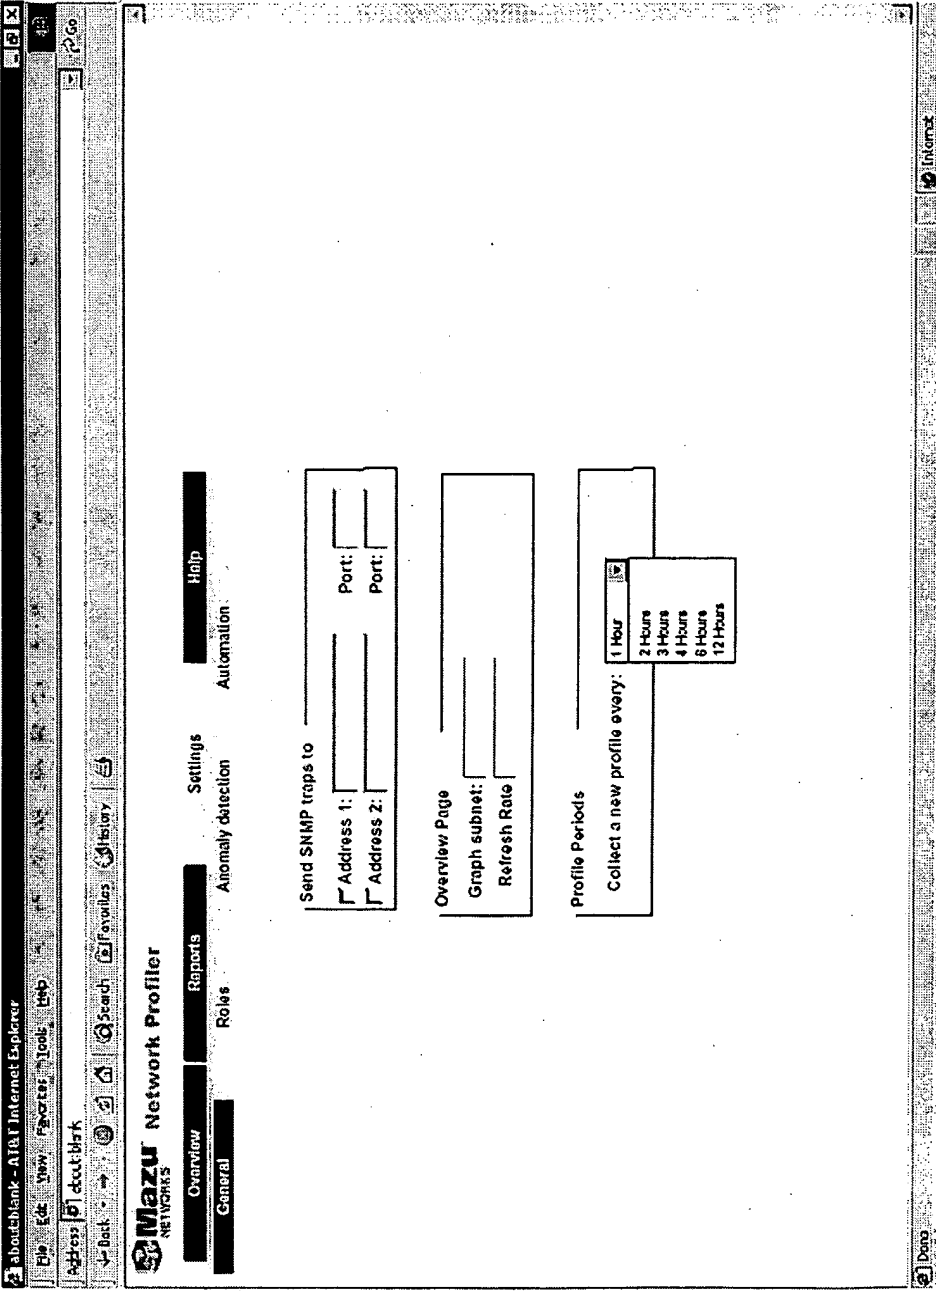 about:blank - AT&T Internet Explorer
File Edit View Favorites Tools Help
Address about:blank Go
Back Search Favorites History
Mazu Network Profiler
NETWORKS
Overview Reports Settings Help
General Roles Anomaly detection Automation
Send SNMP traps to
Address 1: Port:
Address 2: Port:
Overview Page
Graph subnet:
Refresh Rate
Profile Periods
Collect a new profile every: 1 Hour
2 Hours
3 Hours
4 Hours
6 Hours
12 Hours
Done Internet